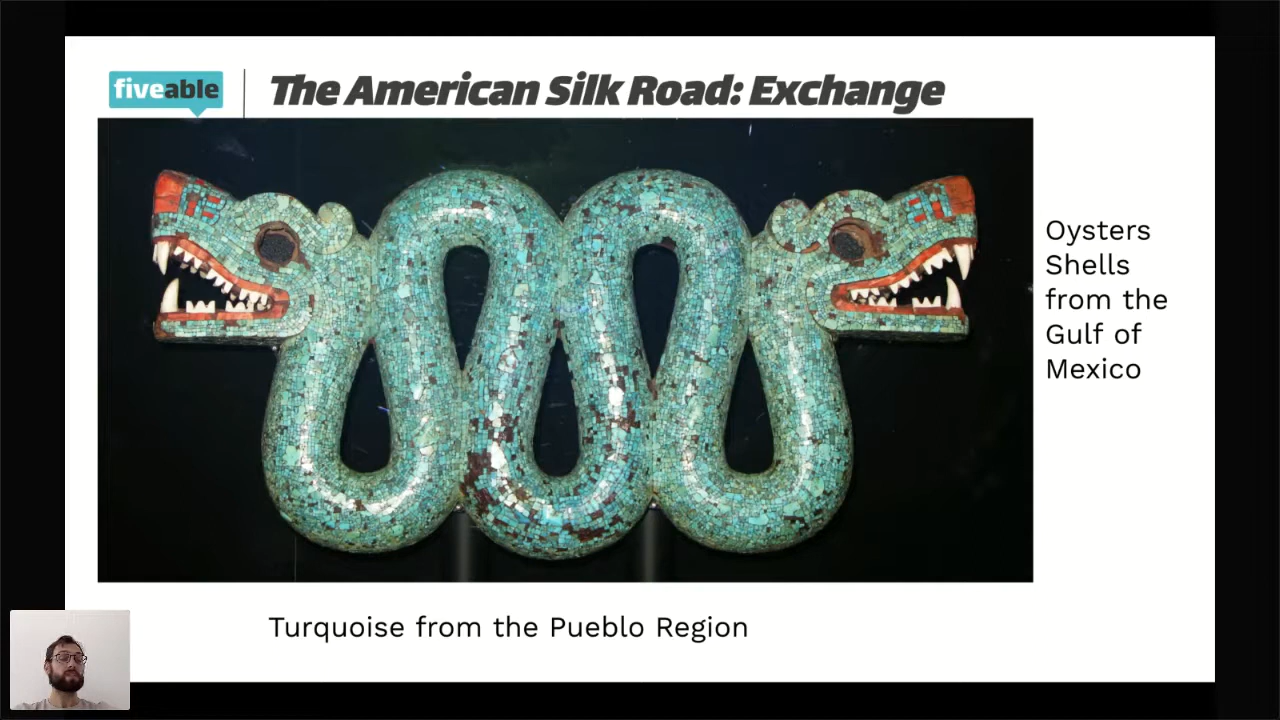 fiveable
The American Silk Road: Exchange
Oysters
Shells
from the
Gulf of
Mexico
Turquoise from the Pueblo Region